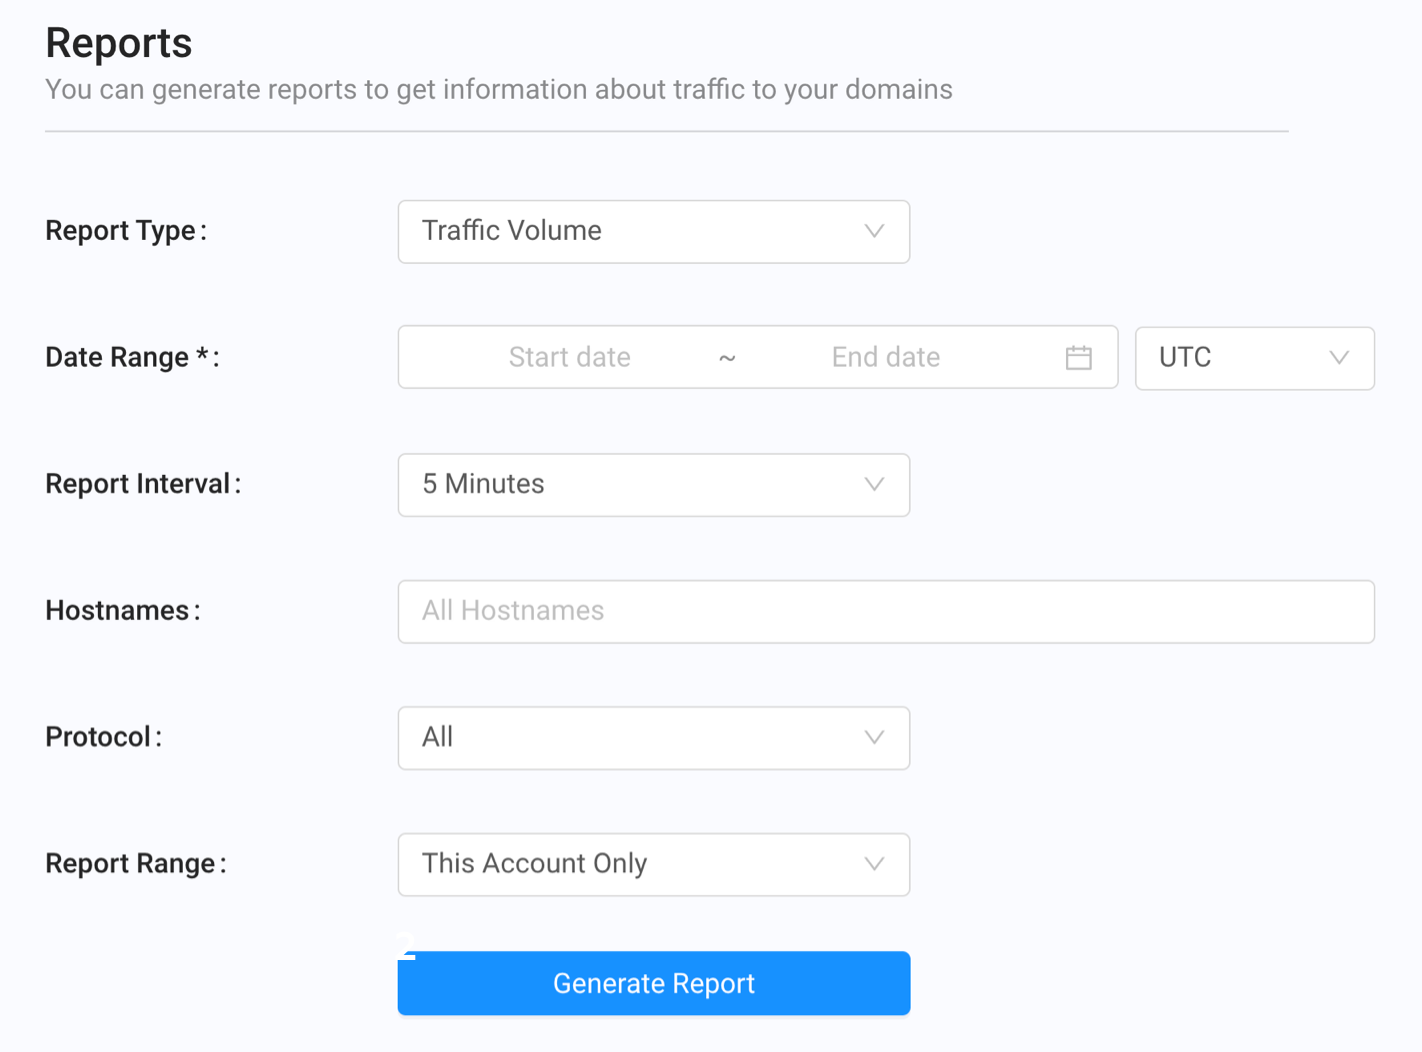 Reports
You can generate reports to get information about traffic to your domains
Report Type :
Traffic Volume
Date Range * :
Start date ~ End date
UTC
Report Interval :
5 Minutes
Hostnames :
All Hostnames
Protocol :
All
Report Range :
This Account Only
2
Generate Report